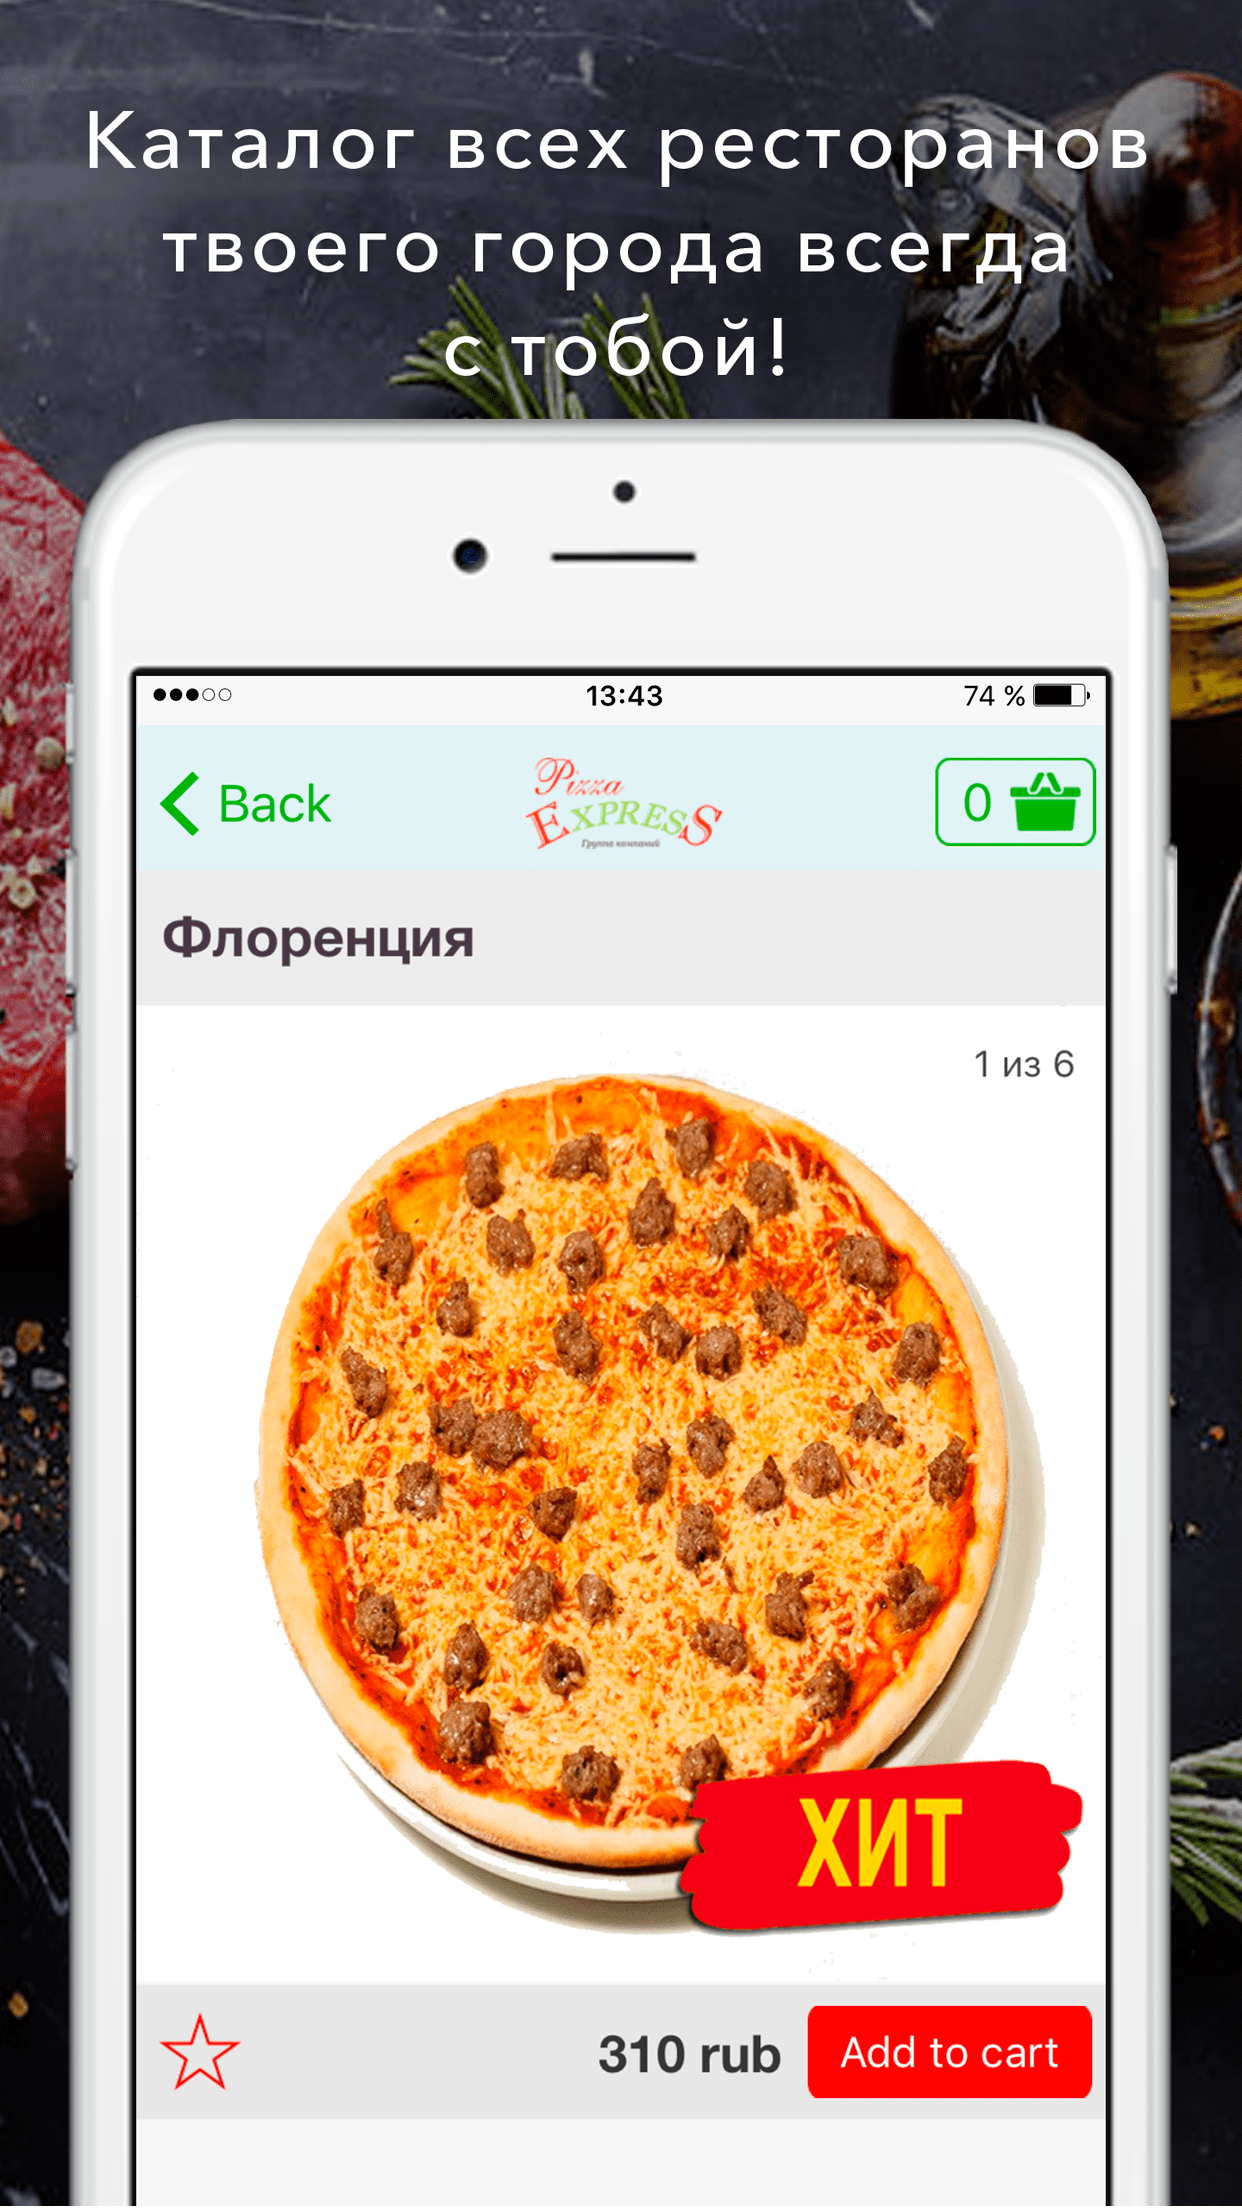 Каталог всех ресторанов
твоего города всегда
с тобой!
13:43
74 %
Back
Pizza
EXPRESS
Группа компаний
0
Флоренция
1 из 6
ХИТ
310 rub
Add to cart